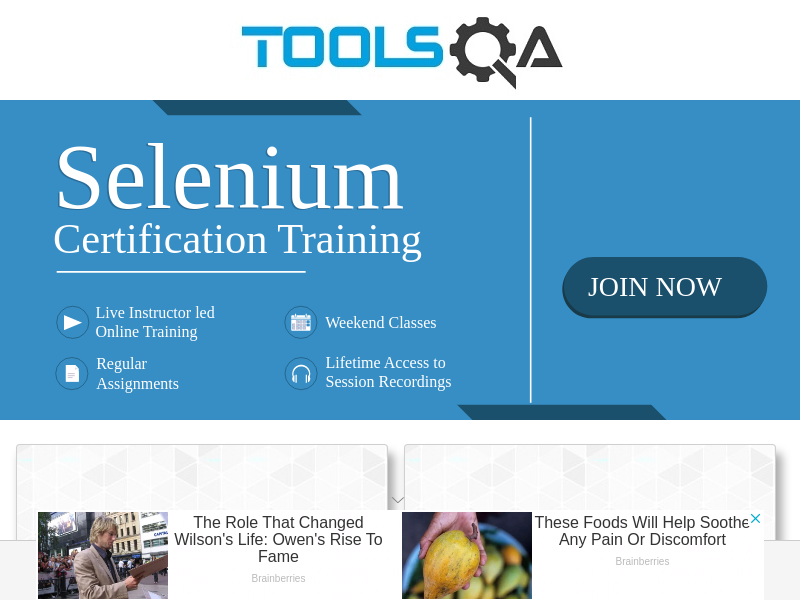 TOOLSQA
Selenium
Certification Training
Live Instructor led
Online Training
Weekend Classes
Regular
Assignments
Lifetime Access to
Session Recordings
JOIN NOW
The Role That Changed
Wilson's Life: Owen's Rise To
Fame
Brainberries
These Foods Will Help Soothe
Any Pain Or Discomfort
Brainberries